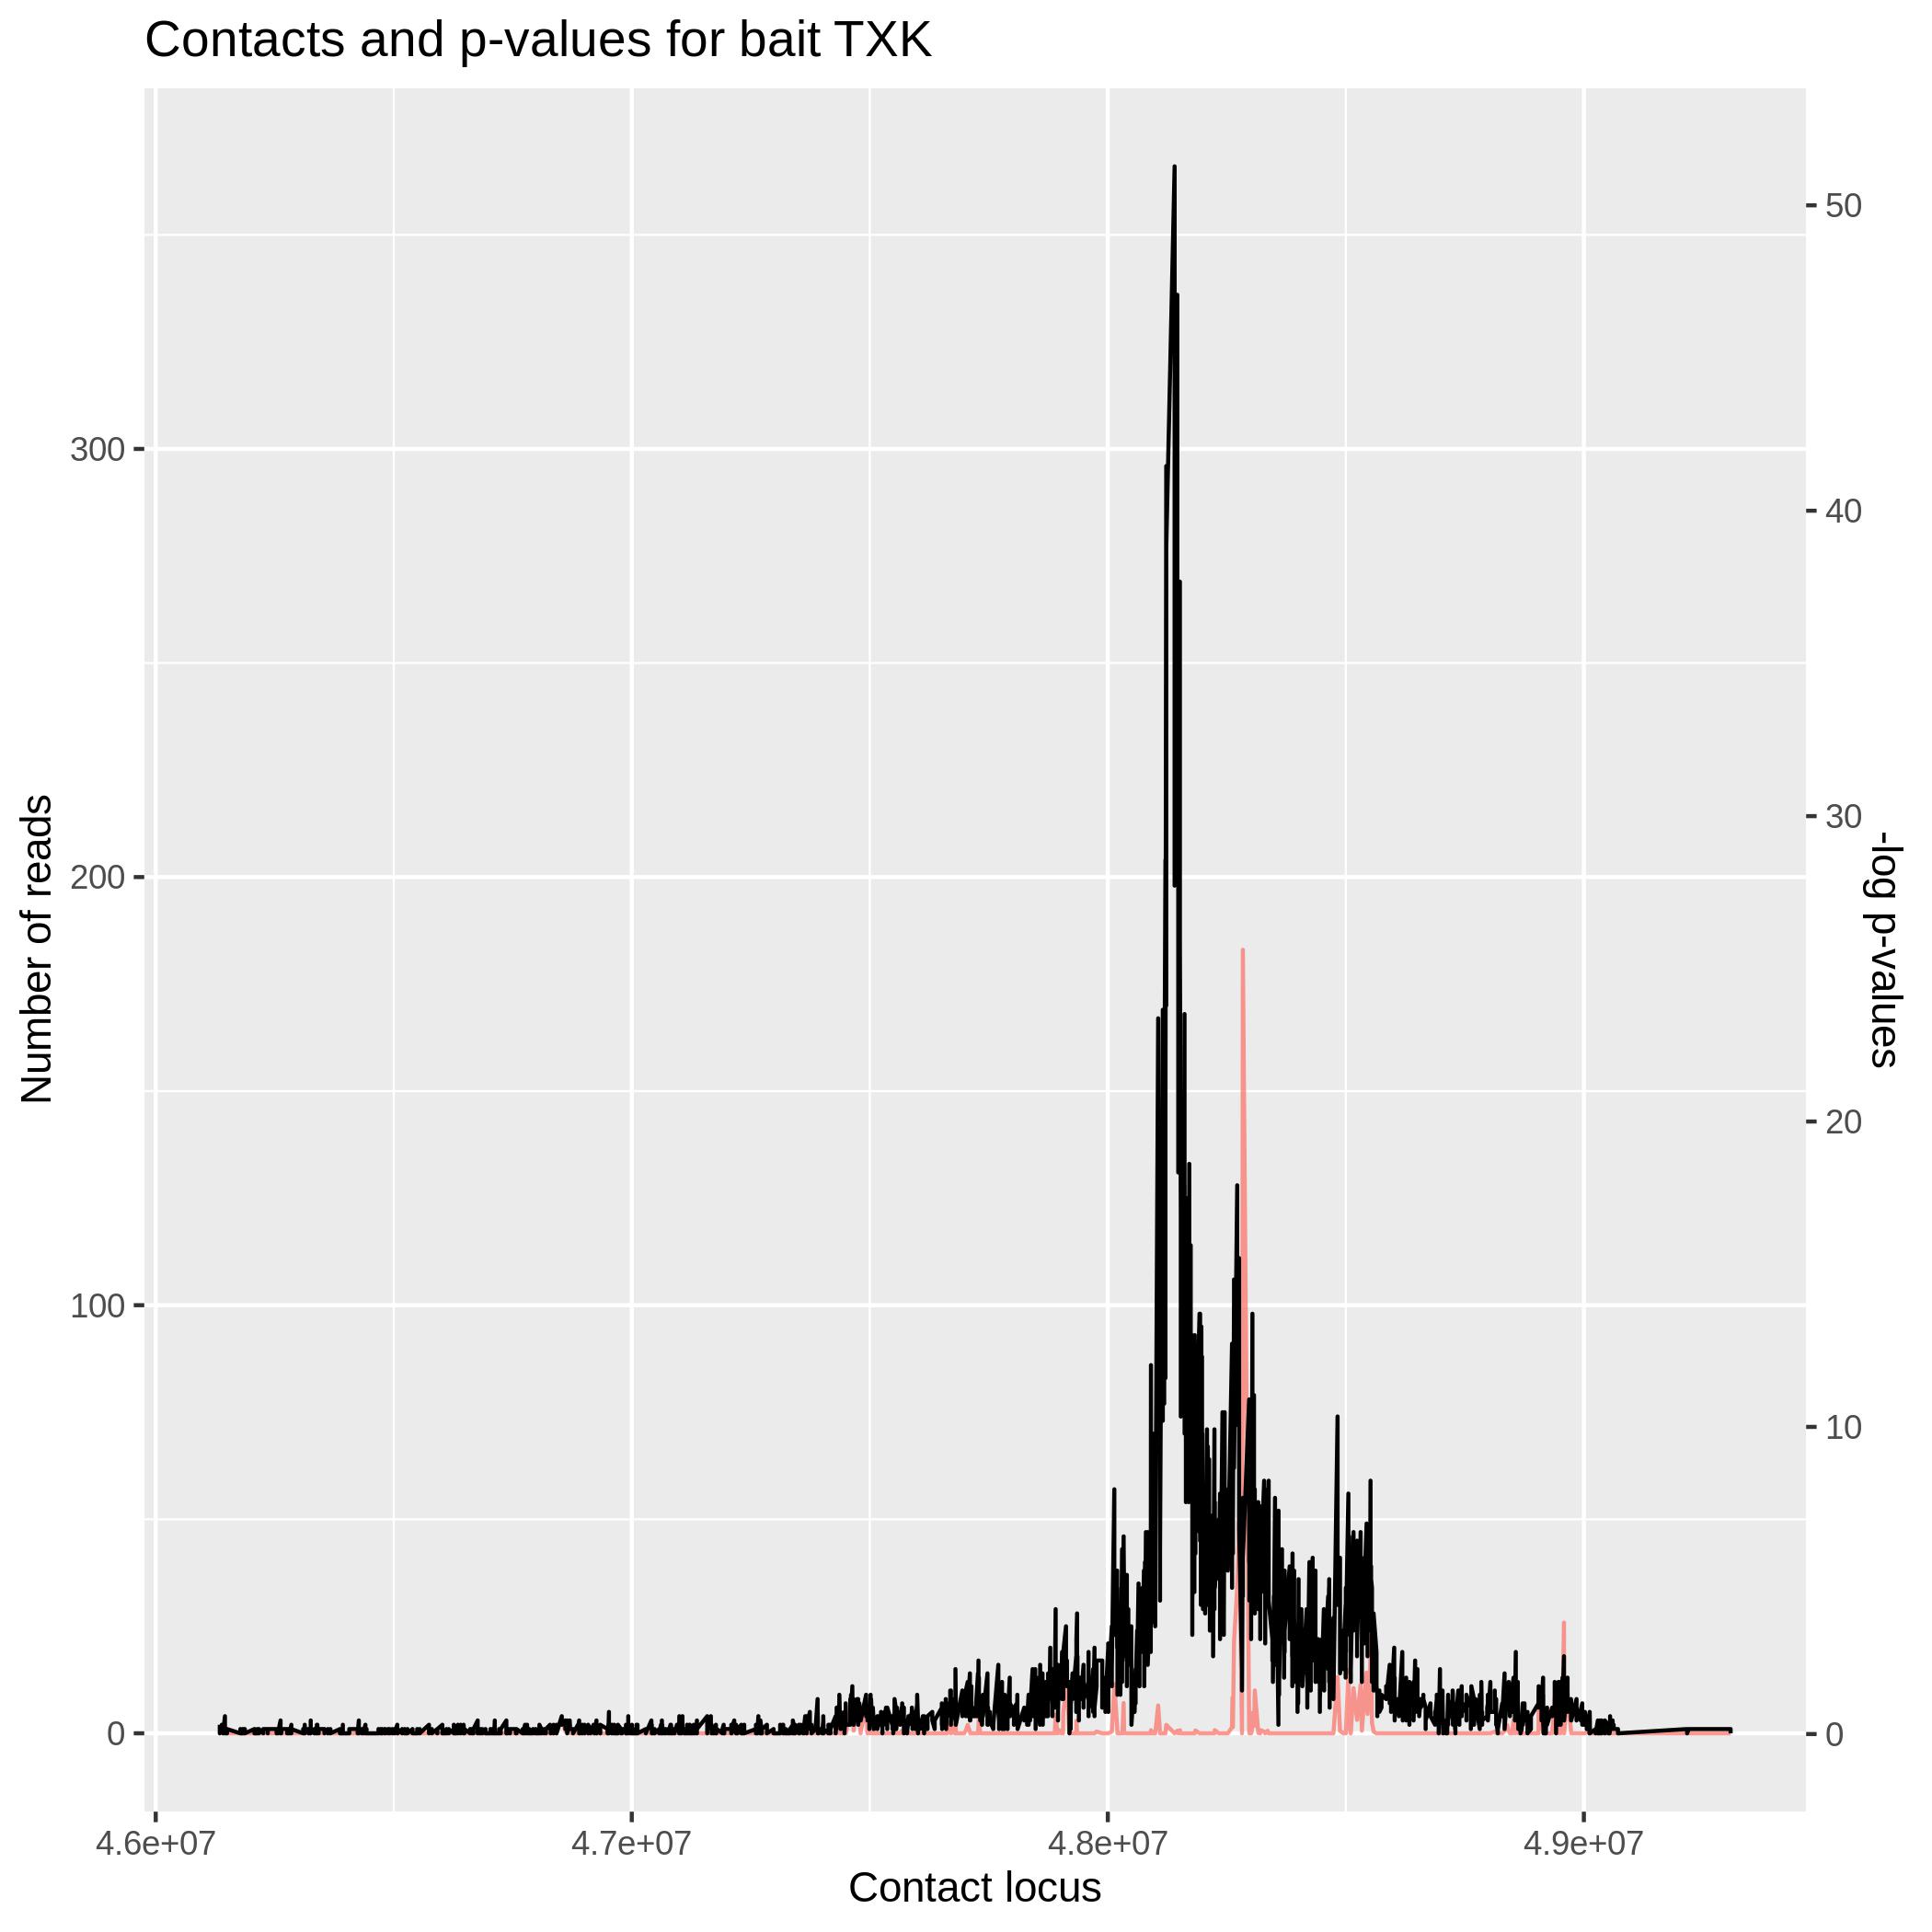 Contacts and p-values for bait TXK
Number of reads
300
200
100
0
50
40
30
20
10
0
-log p-values
4.6e+07
4.7e+07
4.8e+07
4.9e+07
Contact locus